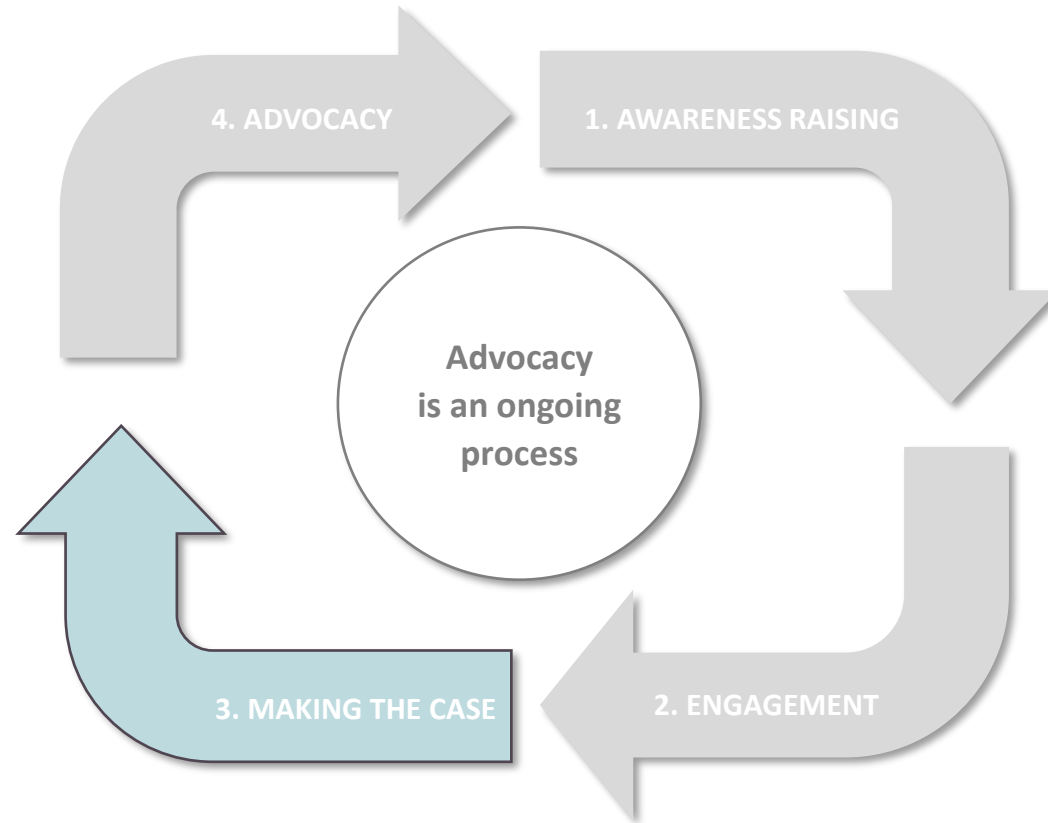 4. ADVOCACY
1. AWARENESS RAISING
Advocacy
is an ongoing
process
3. MAKING THE CASE
2. ENGAGEMENT